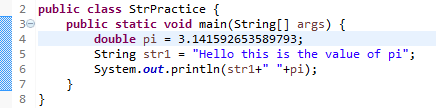 2 public class StrPractice {
3 public static void main(String[] args) {
4 double pi = 3.141592653589793;
5 String str1 = "Hello this is the value of pi";
6 System.out.println(str1+" "+pi);
7 }
8 }